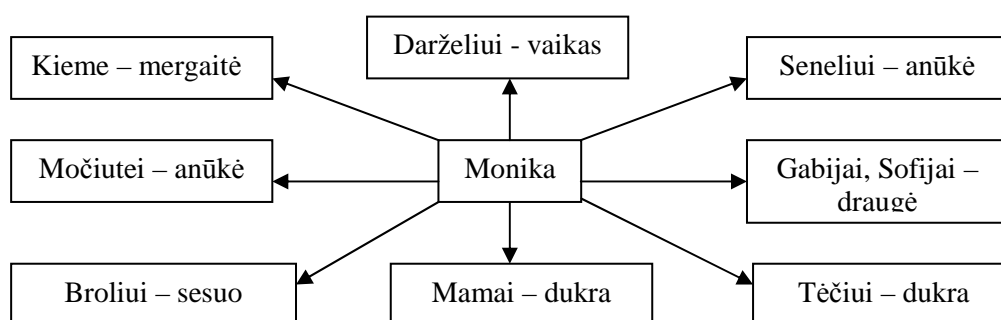 Darželiui - vaikas
Kieme – mergaitė
Seneliui – anūkė
Močiutei – anūkė
Monika
Gabijai, Sofijai –
draugė
Broliui – sesuo
Mamai – dukra
Tėčiui – dukra